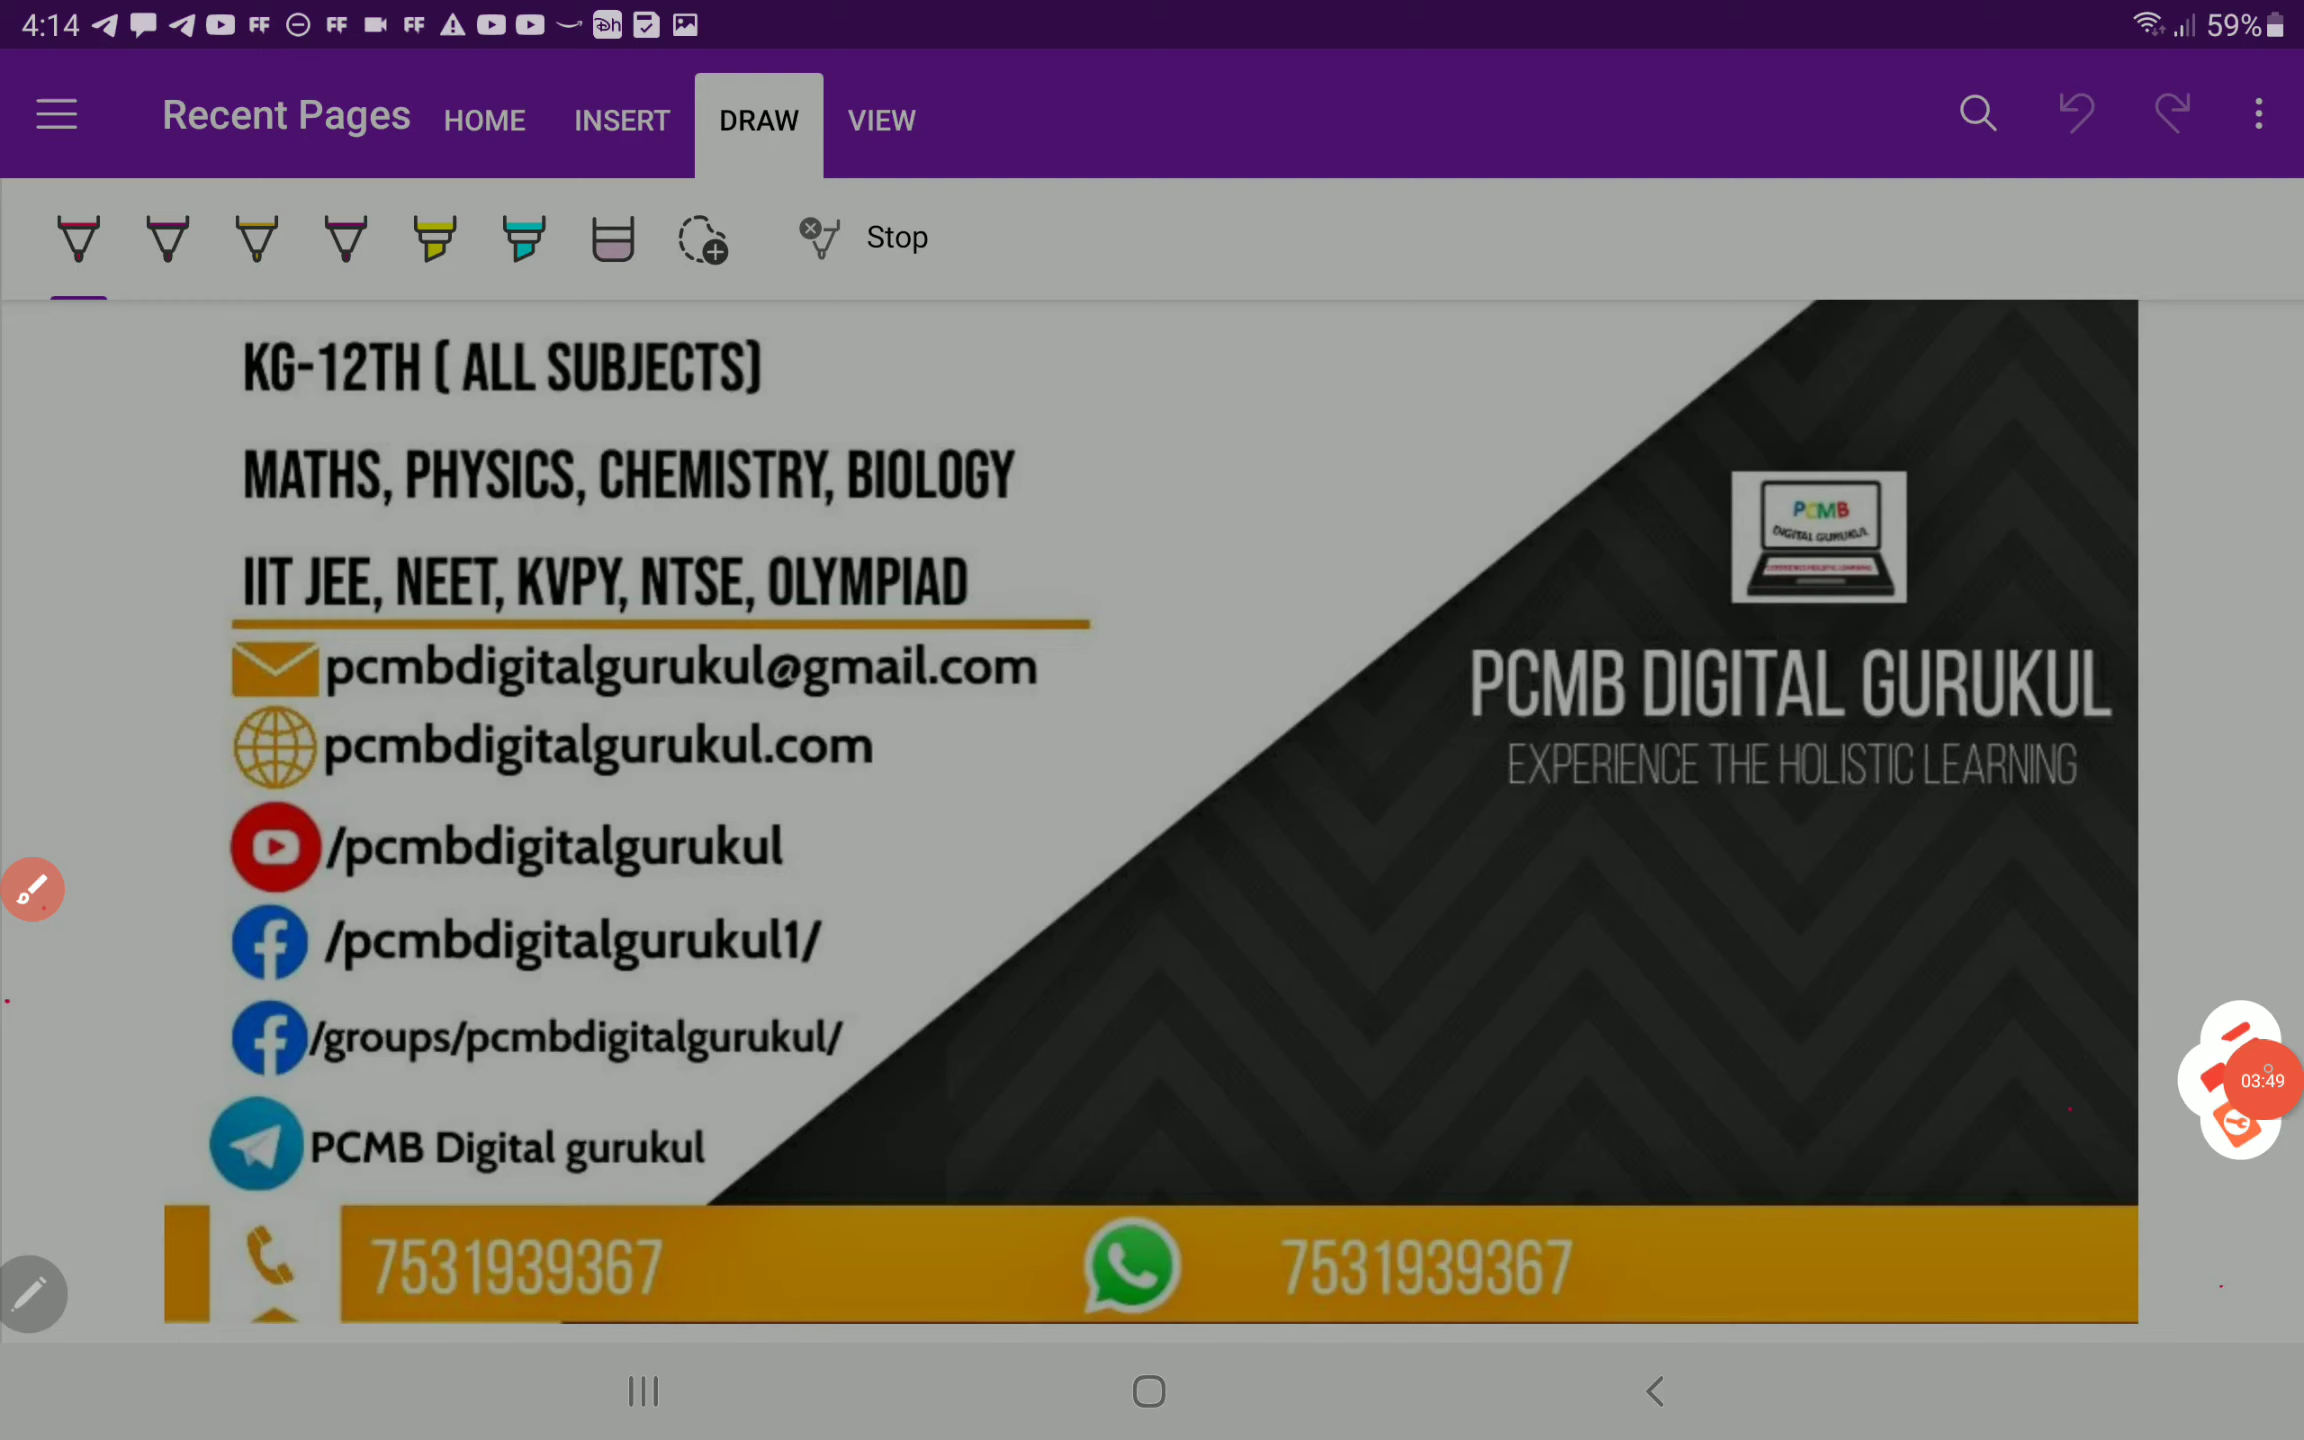 4:14
59%
Recent Pages HOME INSERT DRAW VIEW
Stop
KG-12TH ( ALL SUBJECTS)
MATHS, PHYSICS, CHEMISTRY, BIOLOGY
IIT JEE, NEET, KVPY, NTSE, OLYMPIAD
pcmbdigitalgurukul@gmail.com
pcmbdigitalgurukul.com
/pcmbdigitalgurukul
/pcmbdigitalgurukul1/
/groups/pcmbdigitalgurukul/
PCMB Digital gurukul
7531939367
7531939367
PCMB
DIGITAL GURUKUL
PCMB DIGITAL GURUKUL
EXPERIENCE THE HOLISTIC LEARNING
03:49